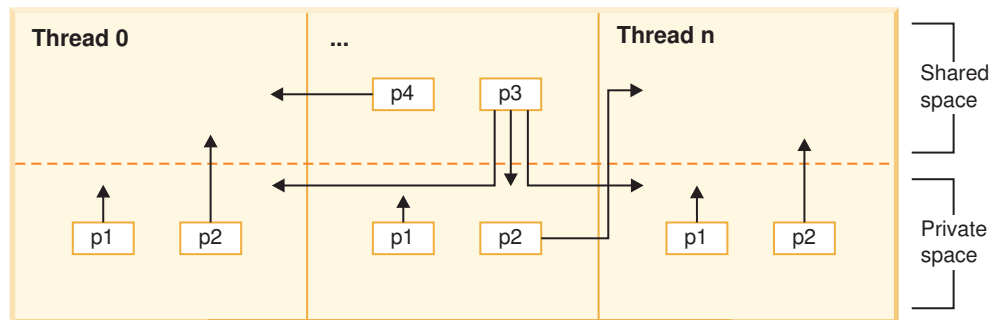 Thread 0
...
Thread n
Shared
space
p4
p3
p1
p2
p1
p2
p1
p2
Private
space